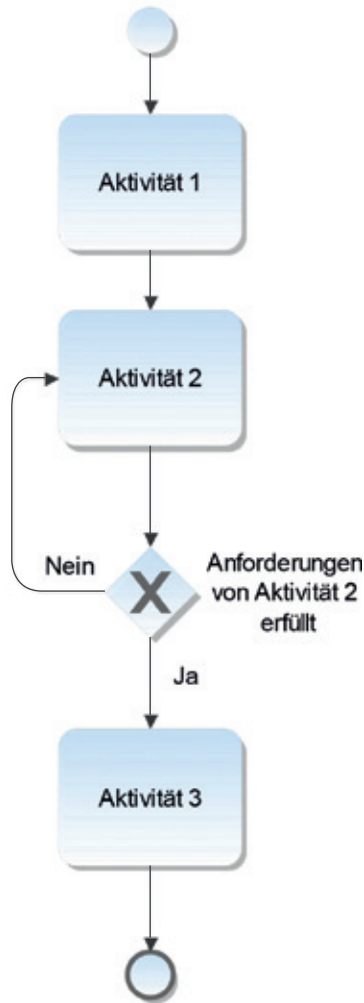 Aktivität 1
Aktivität 2
Nein
Anforderungen
von Aktivität 2
erfüllt
X
Ja
Aktivität 3